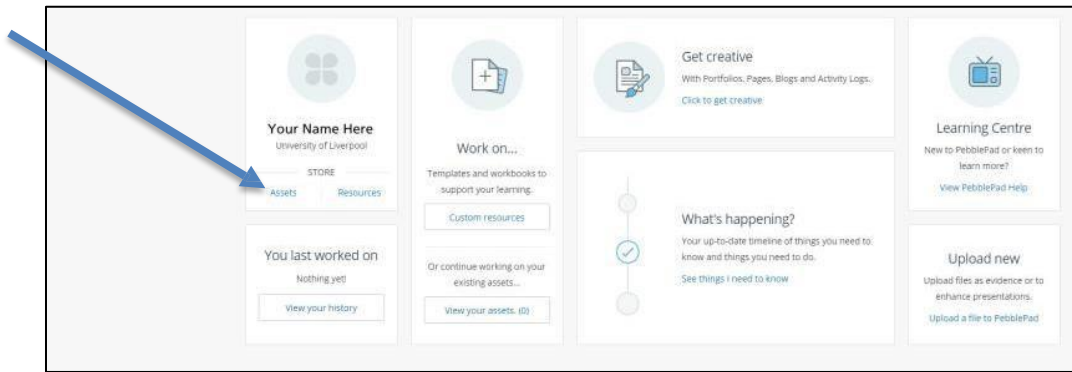 Your Name Here
University of Liverpool
STORE
Assets Resources
You last worked on
Nothing yet!
View your history
Work on...
Templates and workbooks to
support your learning.
Custom resources
Or continue working on your
existing assets...
View your assets. (0)
Get creative
With Portfolios, Pages, Blogs and Activity Logs.
Click to get creative
What's happening?
Your up-to-date timeline of things you need to
know and things you need to do.
See things I need to know
Learning Centre
New to PebblePad or keen to
learn more?
View PebblePad Help
Upload new
Upload files as evidence or to
enhance presentations.
Upload a file to PebblePad